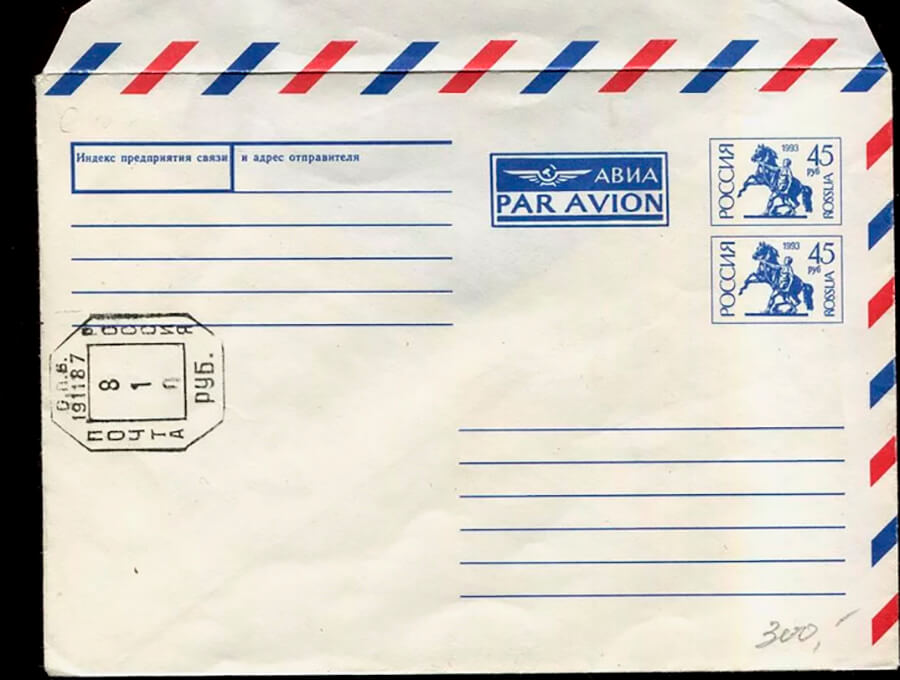 Индекс предприятия связи и адрес отправителя
АВИА
PAR AVION
РОССИЯ 1993 45 руб ROSSIJA
РОССИЯ 1993 45 руб ROSSIJA
РОССИЯ
С.П.Б.
191187
8 1 0
РУБ.
ПОЧТА
300,-